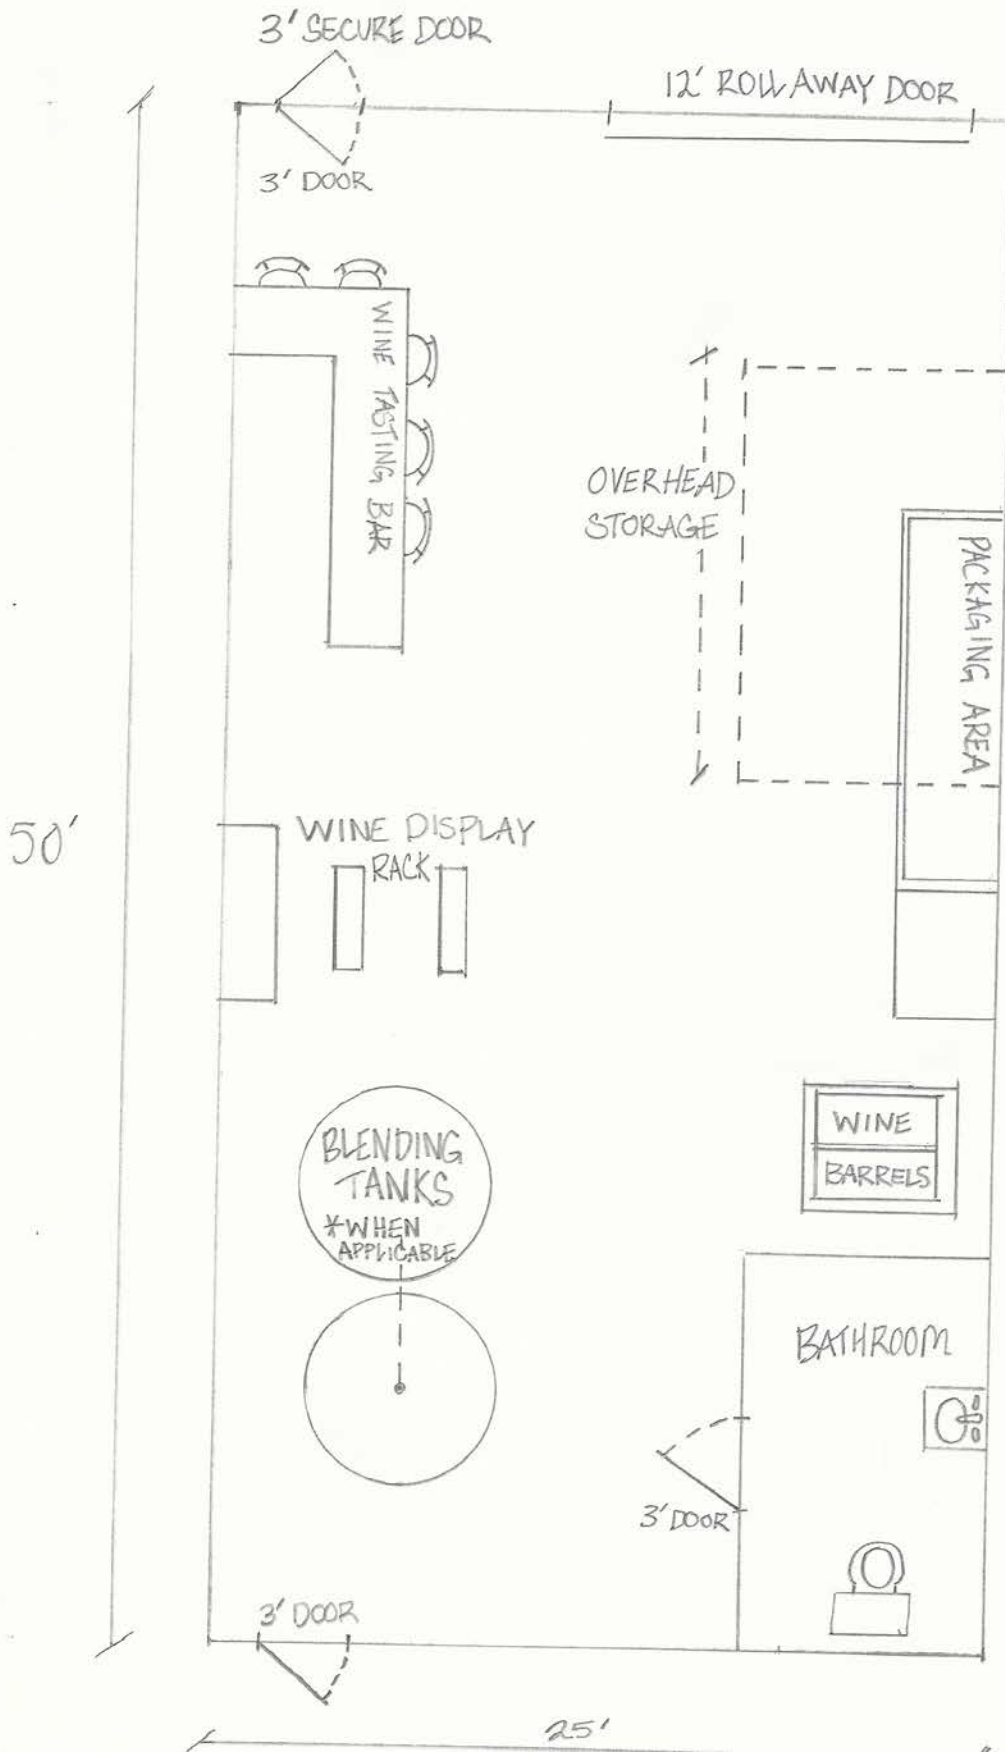 3' SECURE DOOR
12' ROLL AWAY DOOR
3' DOOR
WINE TASTING BAR
OVERHEAD
STORAGE
PACKAGING AREA
50'
WINE DISPLAY
RACK
BLENDING
TANKS
*WHEN
APPLICABLE
WINE
BARRELS
BATHROOM
3' DOOR
3' DOOR
25'